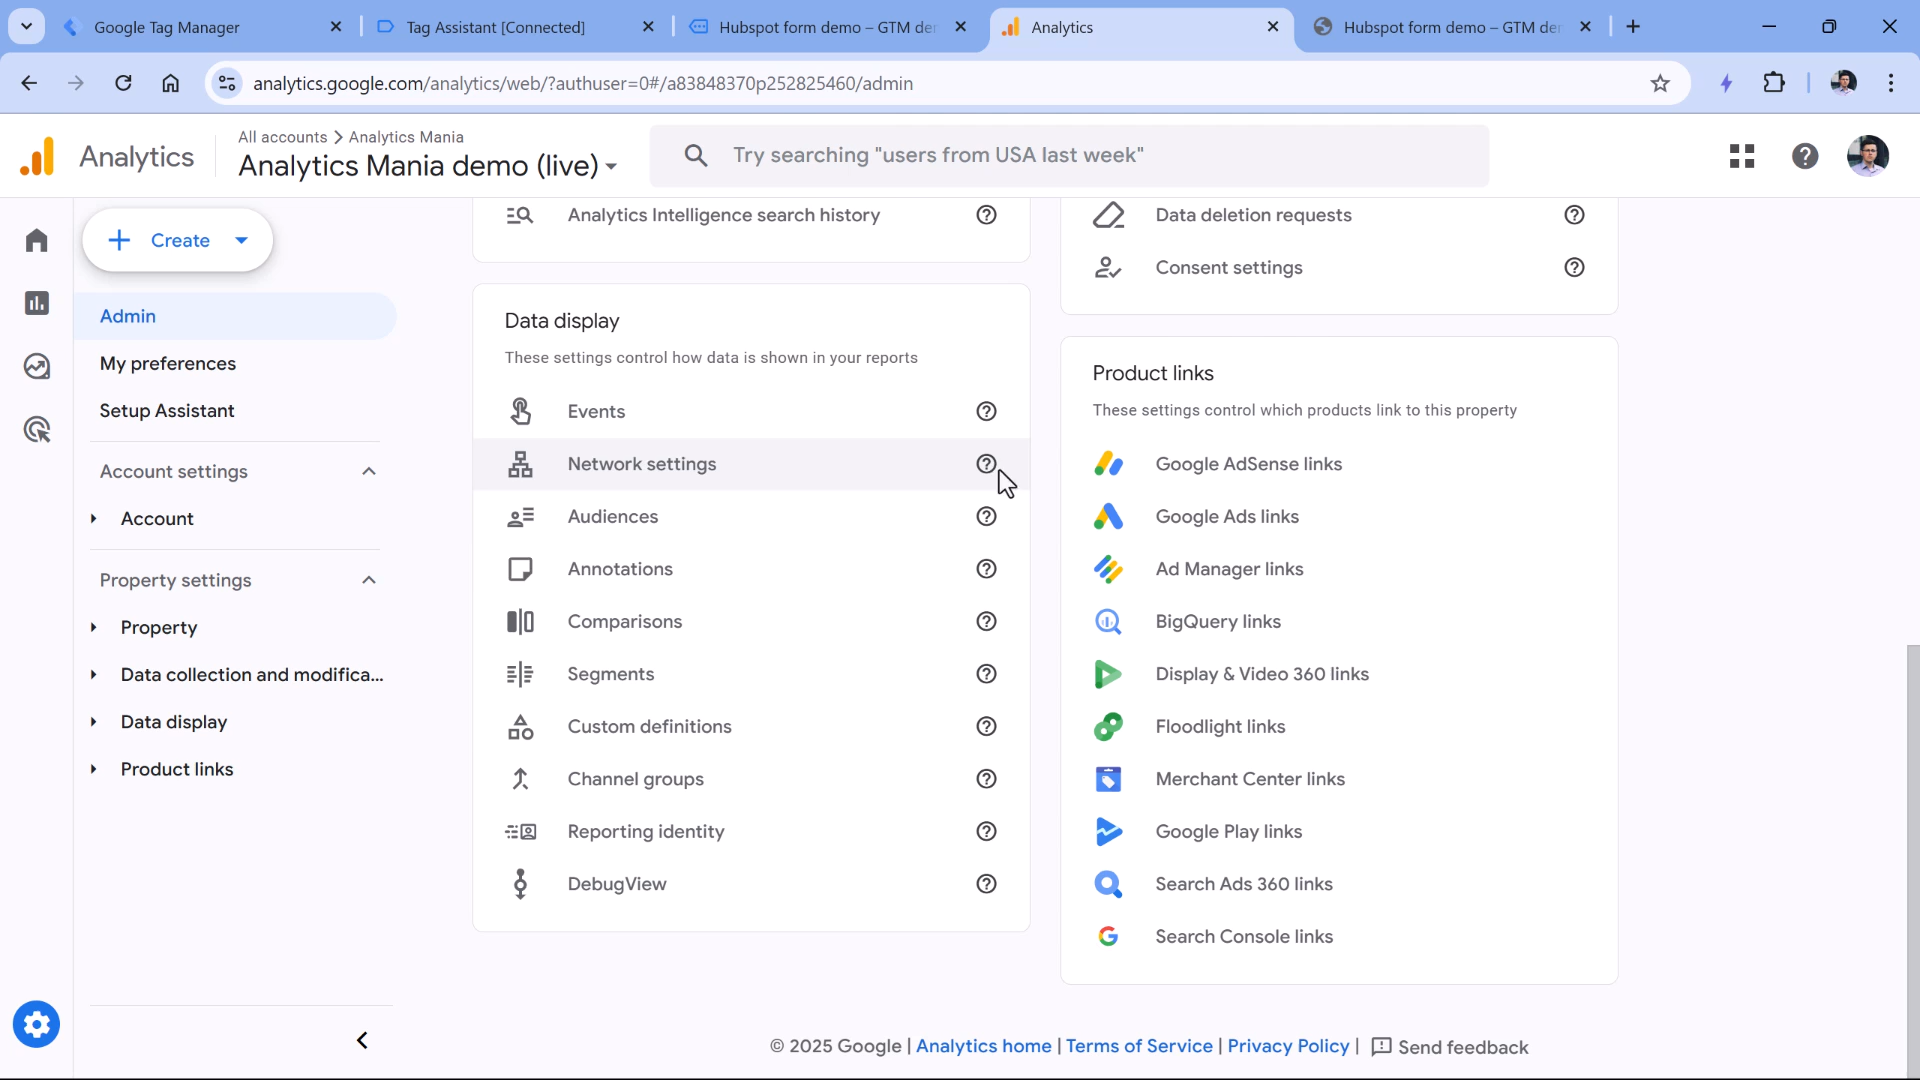 Google Tag Manager
Tag Assistant [Connected]
Hubspot form demo – GTM de
Analytics
Hubspot form demo – GTM de
analytics.google.com/analytics/web/?authuser=0#/a83848370p252825460/admin
Analytics
All accounts > Analytics Mania
Analytics Mania demo (live)
Try searching "users from USA last week"
Create
Admin
My preferences
Setup Assistant
Account settings
Account
Property settings
Property
Data collection and modifica...
Data display
Product links
Analytics Intelligence search history
Data display
These settings control how data is shown in your reports
Events
Network settings
Audiences
Annotations
Comparisons
Segments
Custom definitions
Channel groups
Reporting identity
DebugView
Data deletion requests
Consent settings
Product links
These settings control which products link to this property
Google AdSense links
Google Ads links
Ad Manager links
BigQuery links
Display & Video 360 links
Floodlight links
Merchant Center links
Google Play links
Search Ads 360 links
Search Console links
© 2025 Google | Analytics home | Terms of Service | Privacy Policy | Send feedback